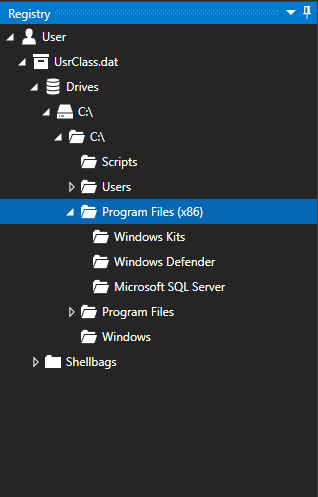 Registry
User
UsrClass.dat
Drives
C:\
C:\
Scripts
Users
Program Files (x86)
Windows Kits
Windows Defender
Microsoft SQL Server
Program Files
Windows
Shellbags